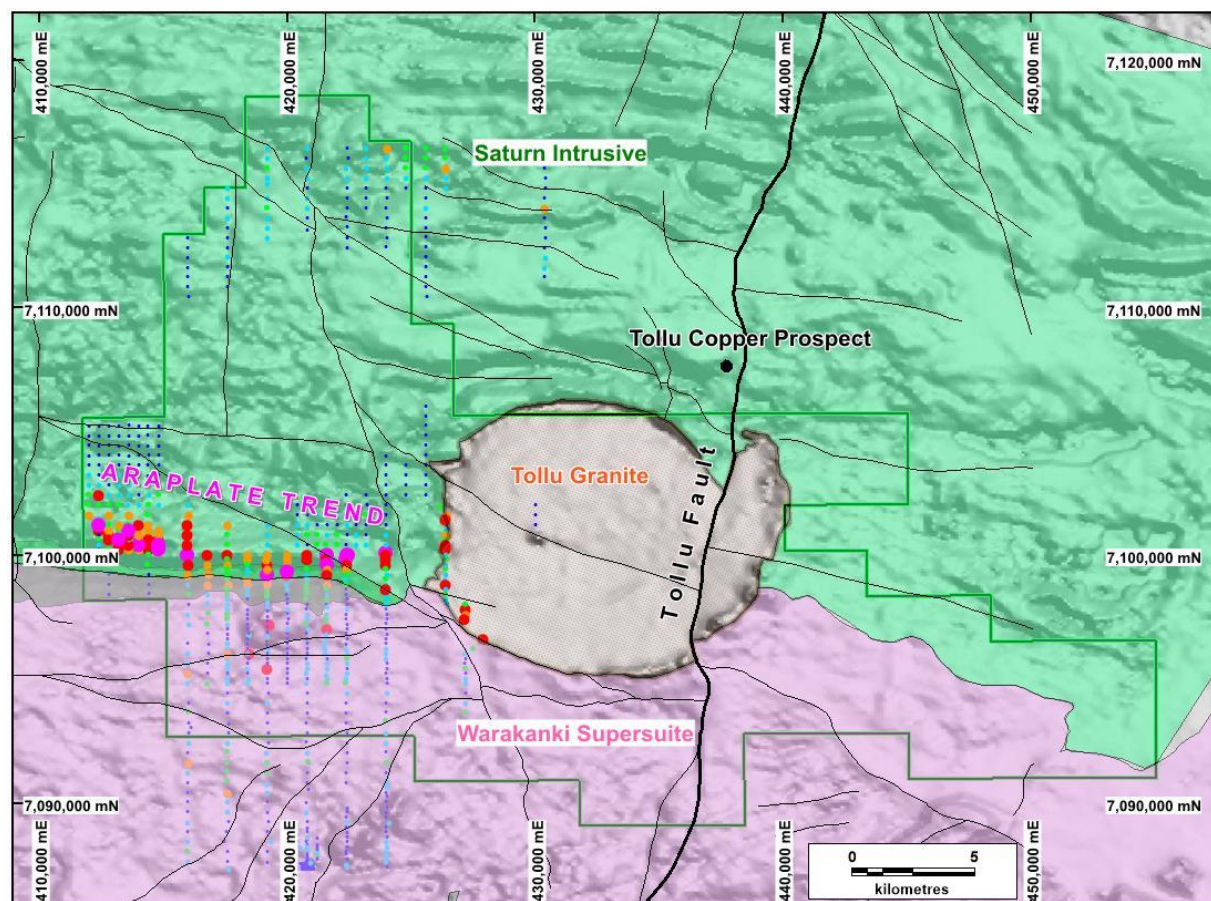 410,000 mE
420,000 mE
430,000 mE
440,000 mE
450,000 mE
7,120,000 mN
Saturn Intrusive
7,110,000 mN
7,110,000 mN
Tollu Copper Prospect
Tollu Granite
ARAPLATE TREND
Tollu Fault
7,100,000 mN
7,100,000 mN
Warakanki Supersuite
7,090,000 mN
7,090,000 mN
410,000 mE
420,000 mE
430,000 mE
440,000 mE
450,000 mE
0 5
kilometres